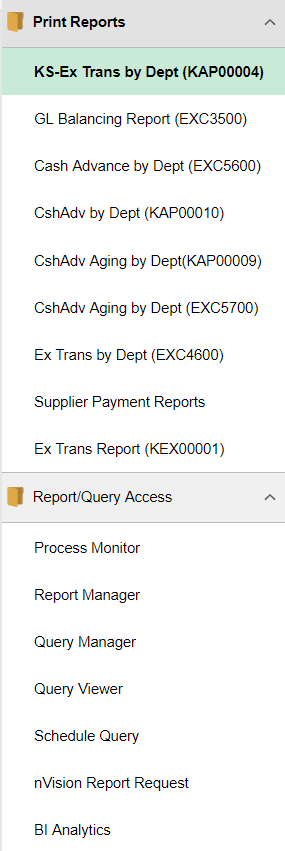 Print Reports
KS-Ex Trans by Dept (KAP00004)
GL Balancing Report (EXC3500)
Cash Advance by Dept (EXC5600)
CshAdv by Dept (KAP00010)
CshAdv Aging by Dept(KAP00009)
CshAdv Aging by Dept (EXC5700)
Ex Trans by Dept (EXC4600)
Supplier Payment Reports
Ex Trans Report (KEX00001)
Report/Query Access
Process Monitor
Report Manager
Query Manager
Query Viewer
Schedule Query
nVision Report Request
BI Analytics